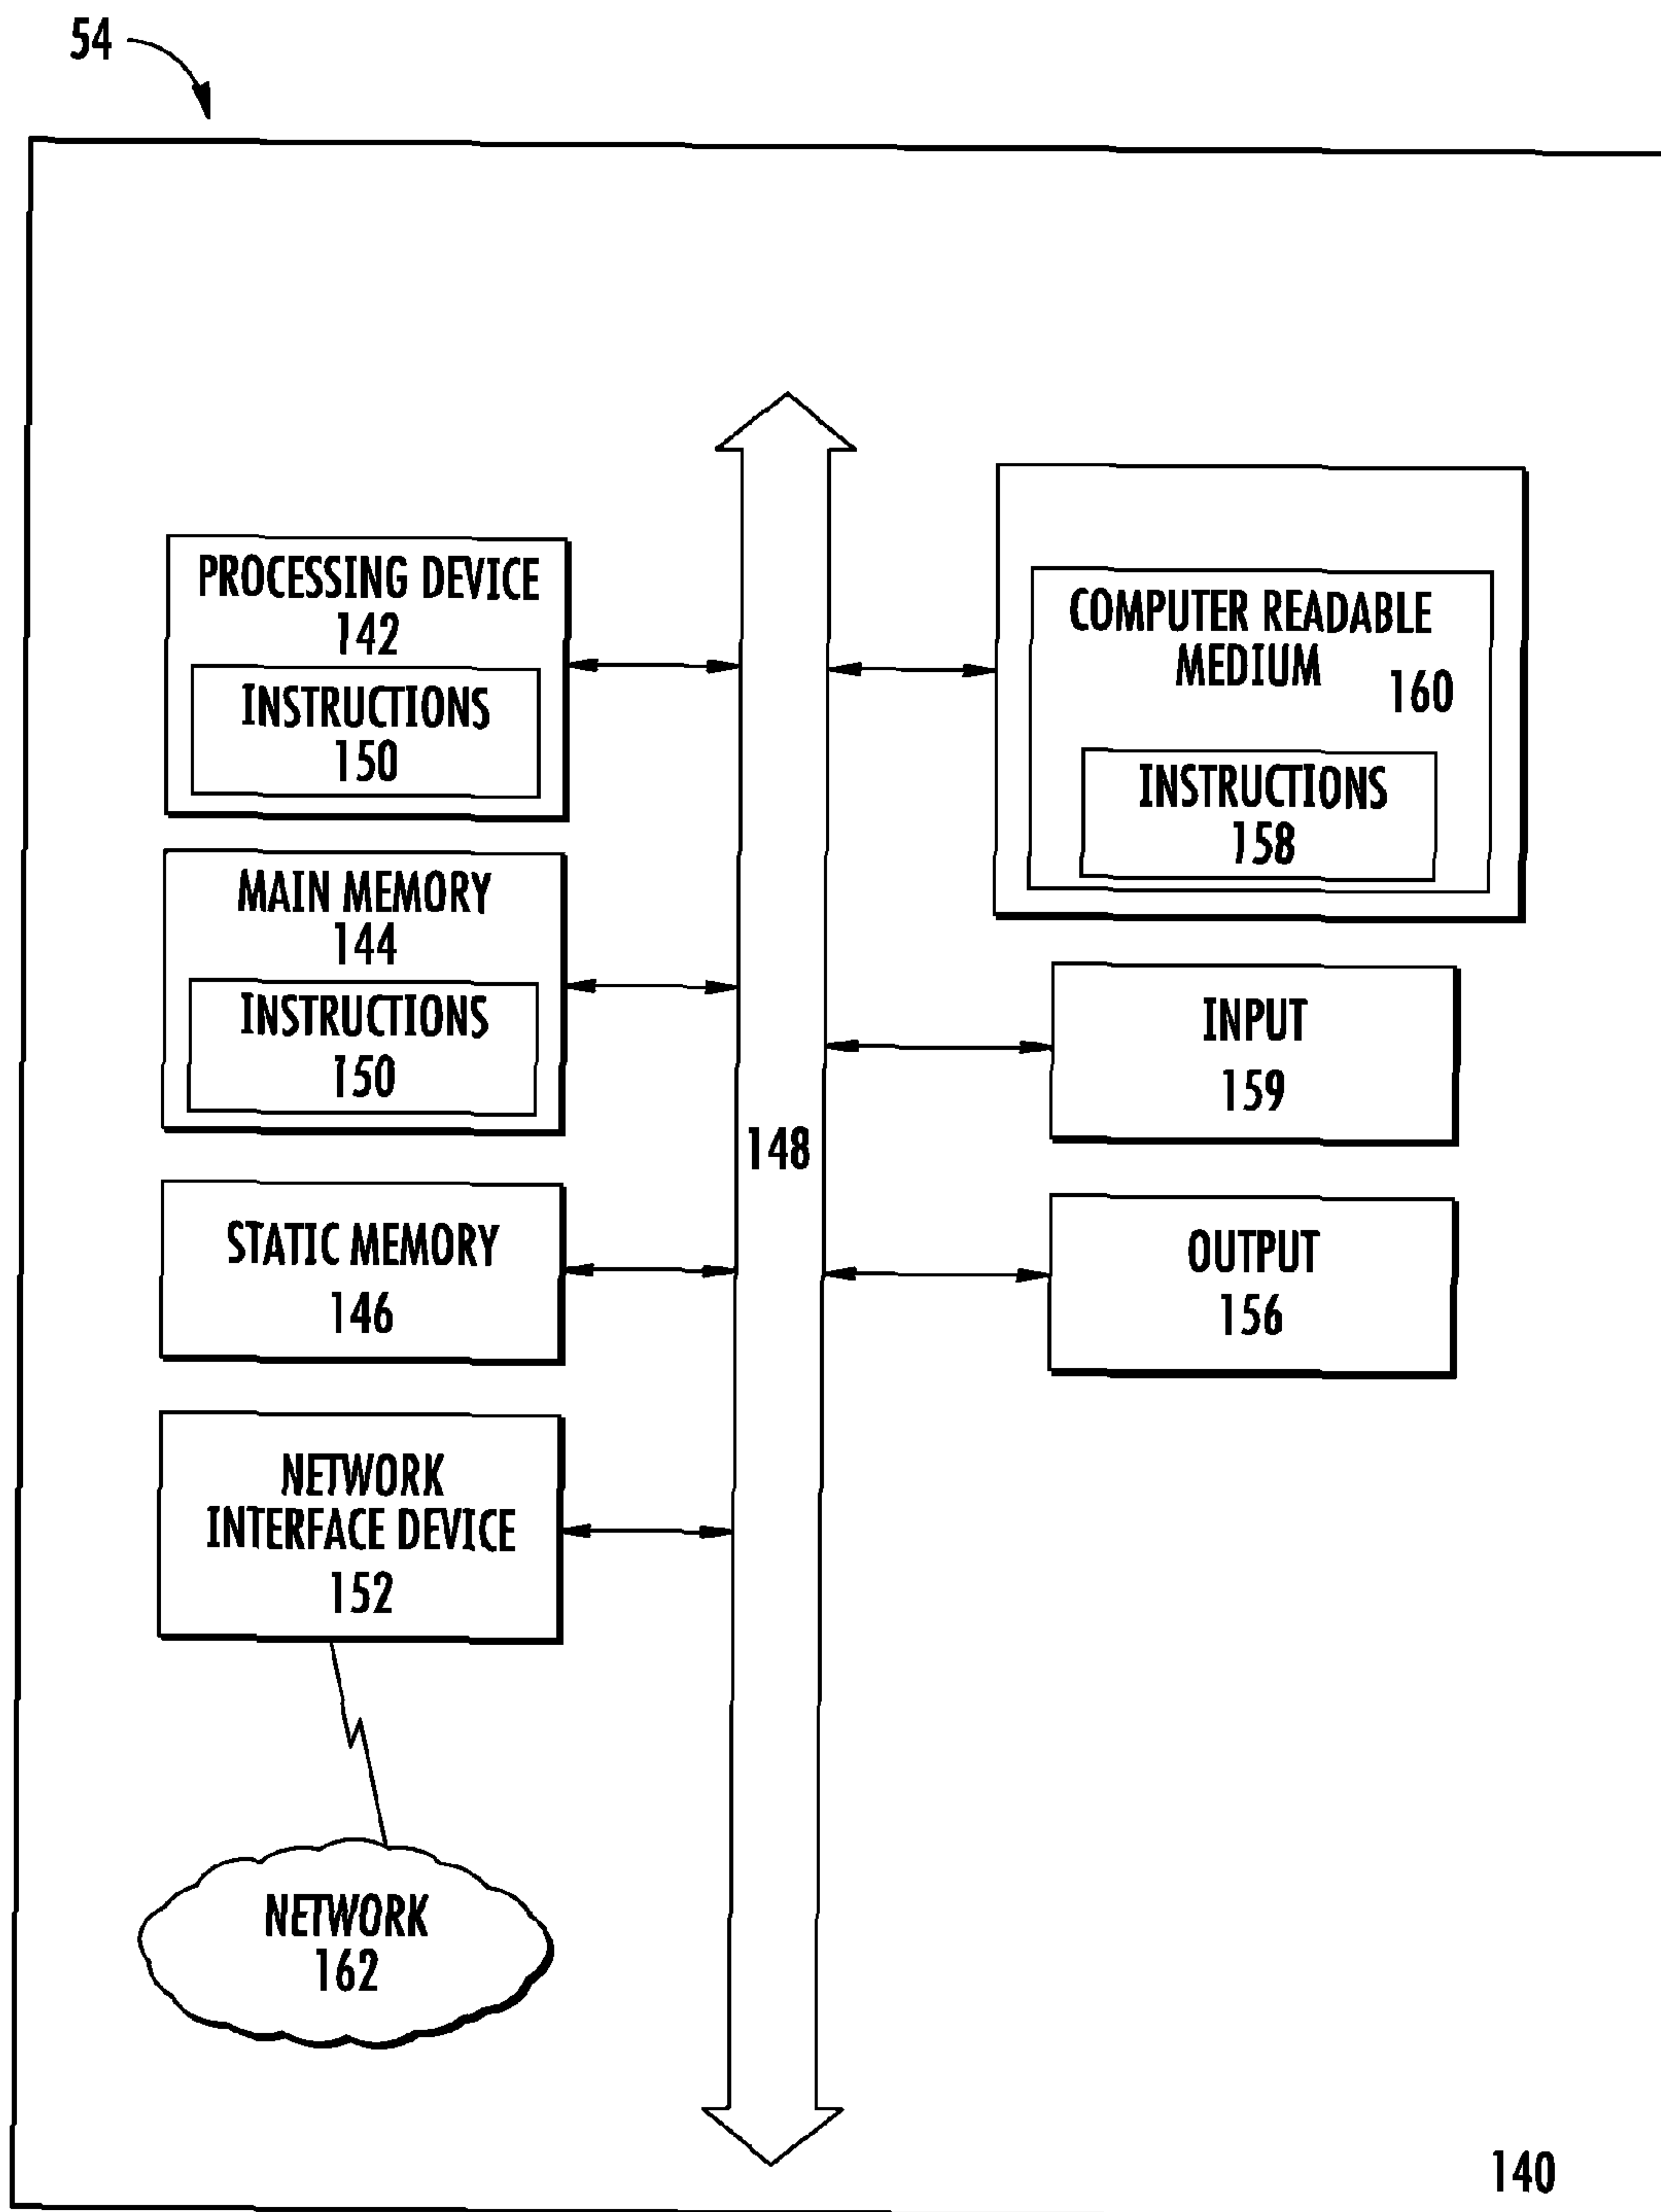 54
PROCESSING DEVICE
142
INSTRUCTIONS
150
MAIN MEMORY
144
INSTRUCTIONS
150
STATIC MEMORY
146
NETWORK
INTERFACE DEVICE
152
NETWORK
162
148
COMPUTER READABLE
MEDIUM
160
INSTRUCTIONS
158
INPUT
159
OUTPUT
156
140